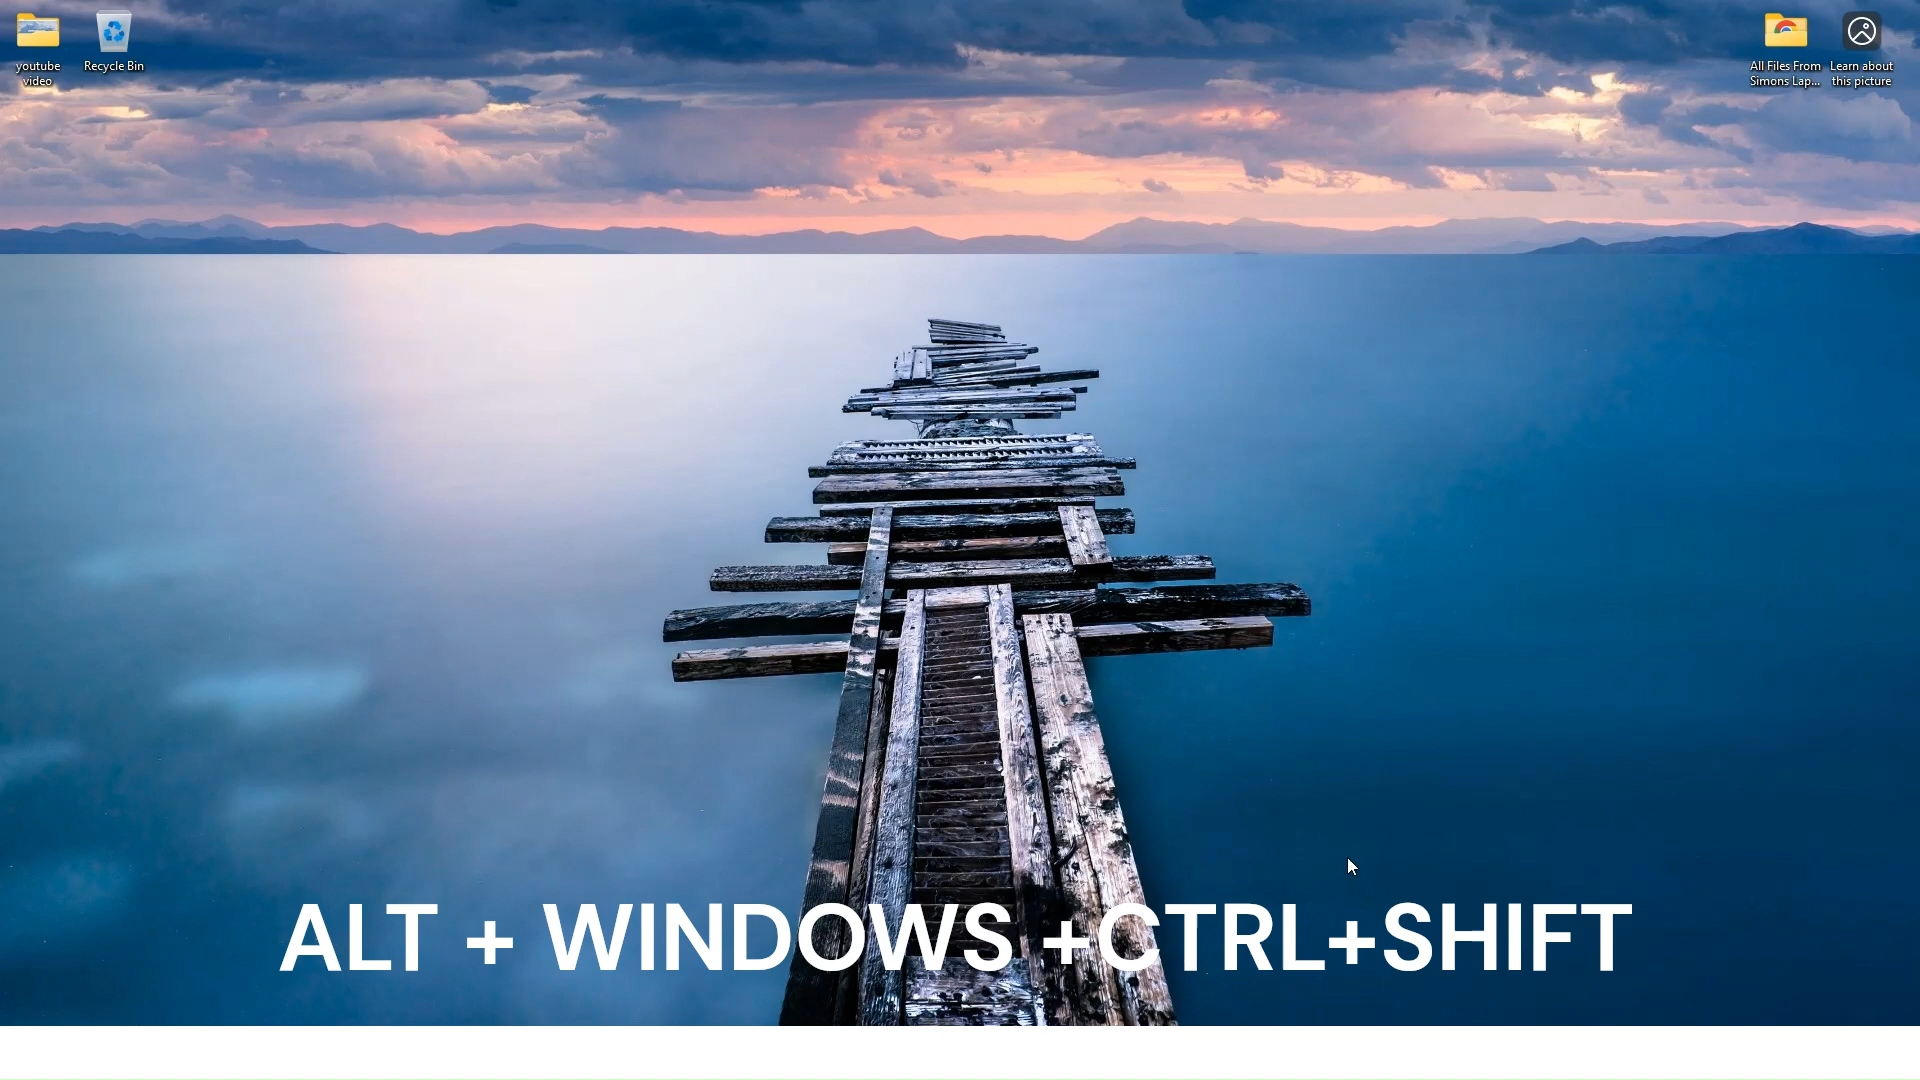 youtube
video
Recycle Bin
All Files From
Simons Lap...
Learn about
this picture
ALT + WINDOWS +CTRL+SHIFT